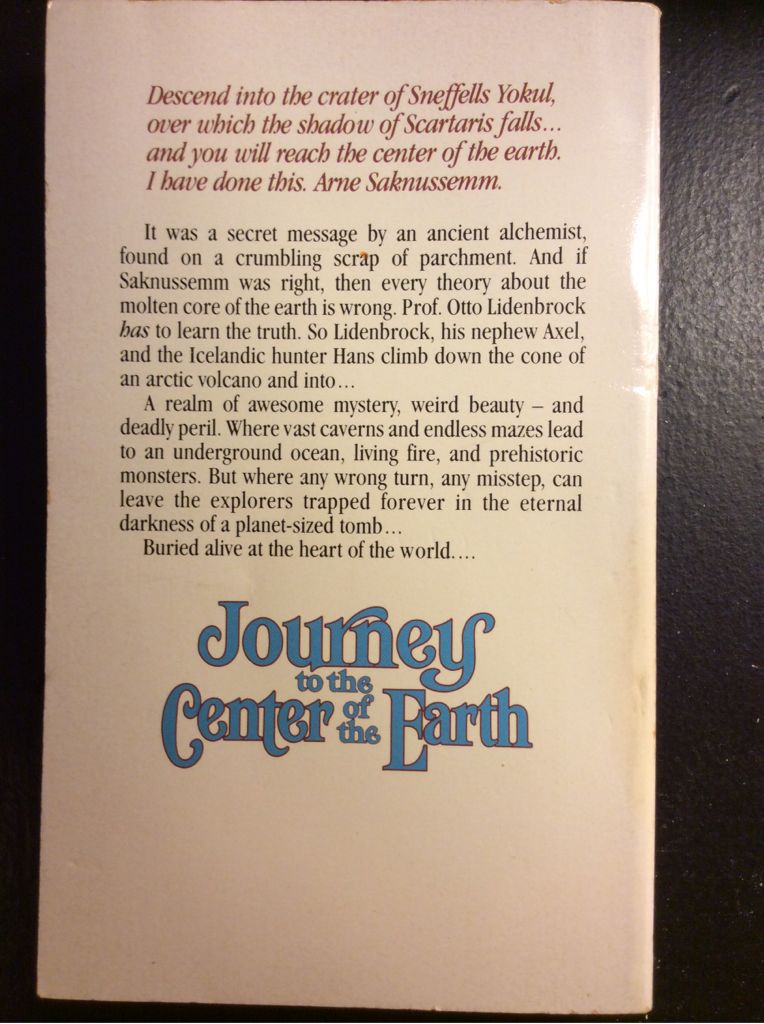 Descend into the crater of Sneffells Yokul,
over which the shadow of Scartaris falls...
and you will reach the center of the earth.
I have done this. Arne Saknussemm.
It was a secret message by an ancient alchemist,
found on a crumbling scrap of parchment. And if
Saknussemm was right, then every theory about the
molten core of the earth is wrong. Prof. Otto Lidenbrock
has to learn the truth. So Lidenbrock, his nephew Axel,
and the Icelandic hunter Hans climb down the cone of
an arctic volcano and into...
A realm of awesome mystery, weird beauty – and
deadly peril. Where vast caverns and endless mazes lead
to an underground ocean, living fire, and prehistoric
monsters. But where any wrong turn, any misstep, can
leave the explorers trapped forever in the eternal
darkness of a planet-sized tomb...
Buried alive at the heart of the world....
Journey
to the
Center of the Earth